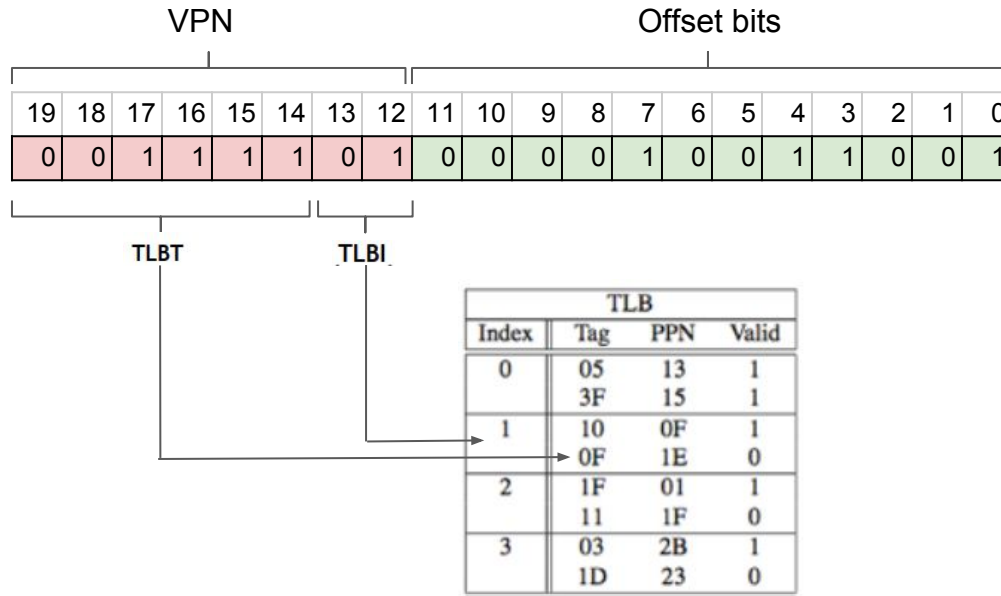 VPN Offset bits
19 18 17 16 15 14 13 12 11 10 9 8 7 6 5 4 3 2 1 0
0 0 1 1 1 1 0 1 0 0 0 0 1 0 0 1 1 0 0 1
TLBT TLBI
TLB
Index Tag PPN Valid
0 05 13 1
3F 15 1
1 10 0F 1
0F 1E 0
2 1F 01 1
11 1F 0
3 03 2B 1
1D 23 0